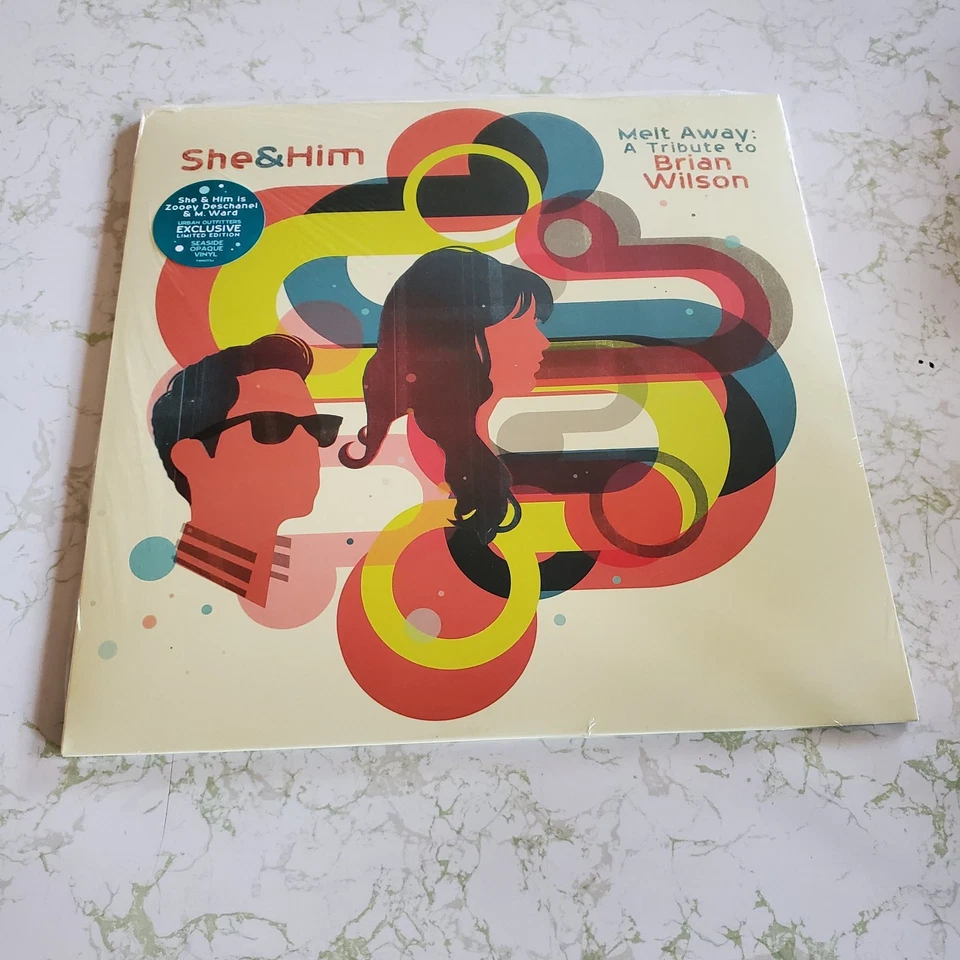 She&Him
Melt Away:
A Tribute to
Brian
Wilson
She & Him is
Zooey Deschanel
& M. Ward
URBAN OUTFITTERS
EXCLUSIVE
LIMITED EDITION
SEASIDE
OPAQUE
VINYL